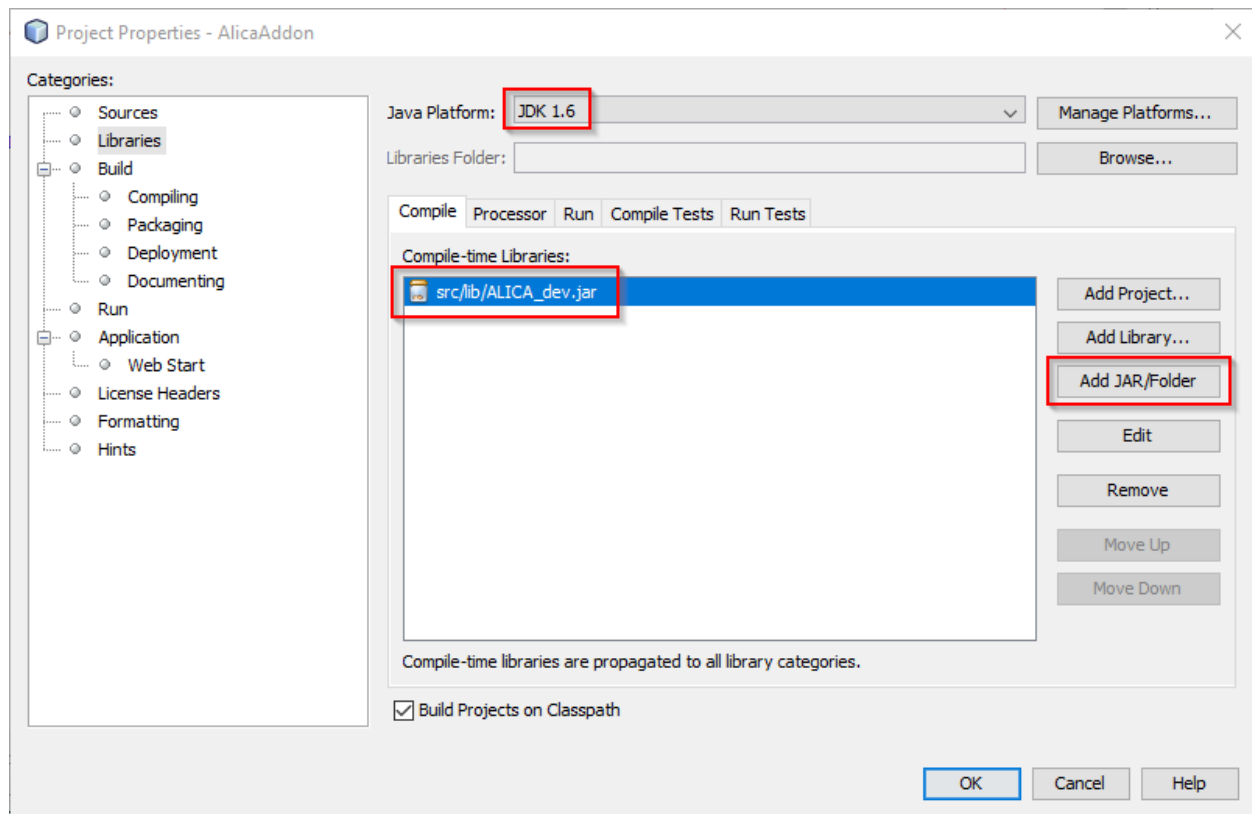 Project Properties - AlicaAddon
Categories:
Sources
Libraries
Build
Compiling
Packaging
Deployment
Documenting
Run
Application
Web Start
License Headers
Formatting
Hints
Java Platform: JDK 1.6 Manage Platforms...
Libraries Folder: Browse...
Compile Processor Run Compile Tests Run Tests
Compile-time Libraries:
src/lib/ALICA_dev.jar
Add Project...
Add Library...
Add JAR/Folder
Edit
Remove
Move Up
Move Down
Compile-time libraries are propagated to all library categories.
Build Projects on Classpath
OK Cancel Help